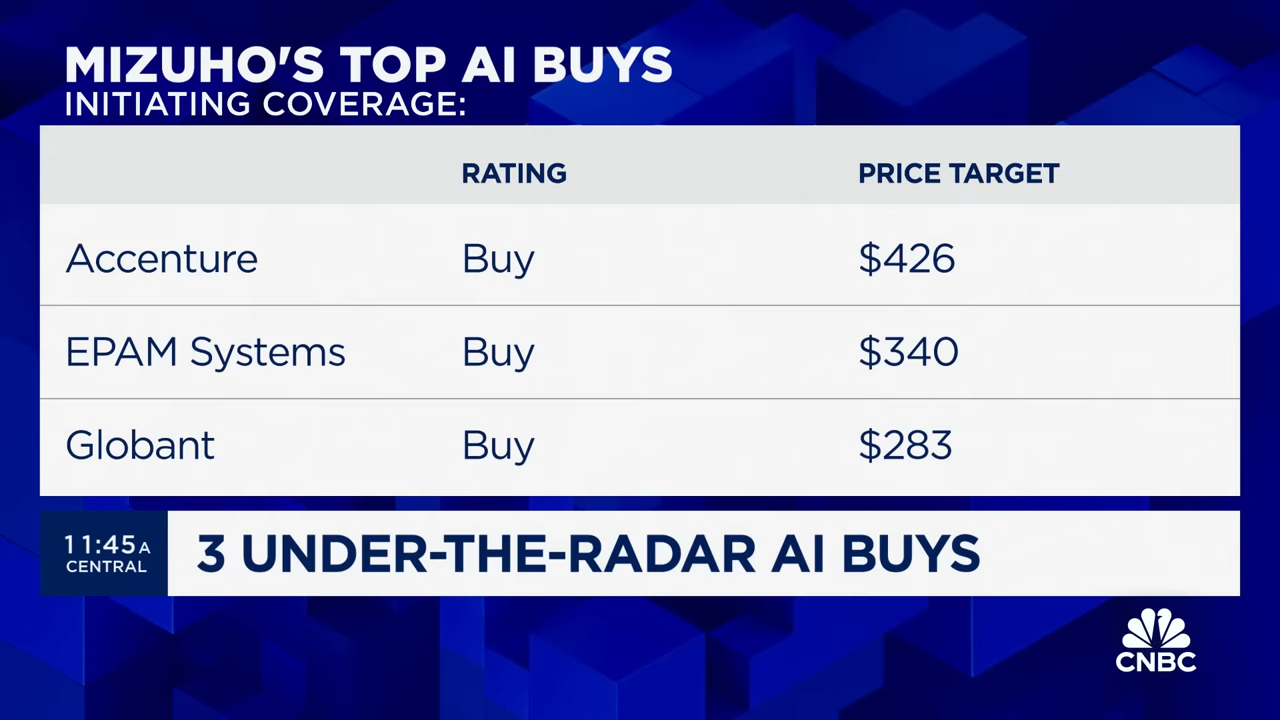 MIZUHO'S TOP AI BUYS
INITIATING COVERAGE:
RATING PRICE TARGET
Accenture Buy $426
EPAM Systems Buy $340
Globant Buy $283
11:45A
CENTRAL
3 UNDER-THE-RADAR AI BUYS
CNBC